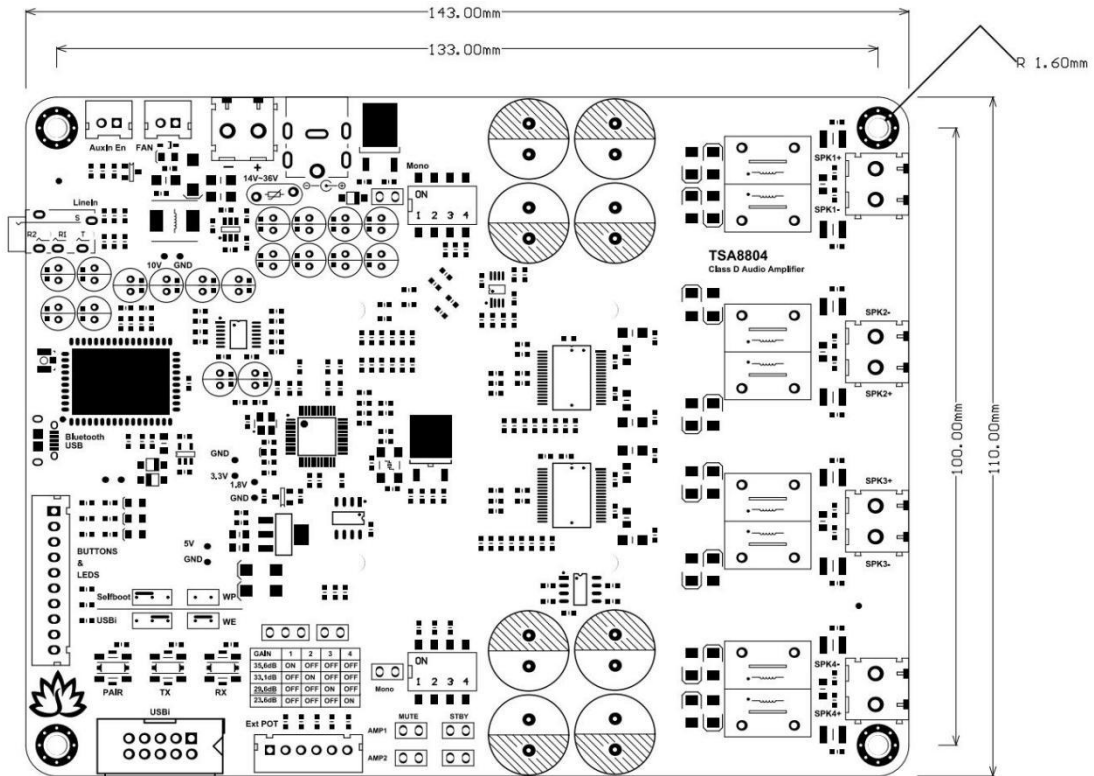 143.00mm
133.00mm
R 1.60mm
AuxIn En
FAN
− +
14V~36V
Mono
ON
1 2 3 4
SPK1+
SPK1-
LineIn
S
R2 R1 T
10V GND
TSA8804
Class D Audio Amplifier
SPK2-
SPK2+
100.00mm
110.00mm
Bluetooth
USB
GND
3,3V
1,8V
GND
SPK3+
SPK3-
5V
GND
BUTTONS
&
LEDS
Selfboot WP
USBi WE
GAIN 1 2 3 4
35,6dB ON OFF OFF OFF
33,1dB OFF ON OFF OFF
29,6dB OFF OFF ON OFF
23,6dB OFF OFF OFF ON
ON
1 2 3 4
Mono
SPK4-
SPK4+
PAIR TX RX
USBi
Ext POT
MUTE STBY
AMP1
AMP2